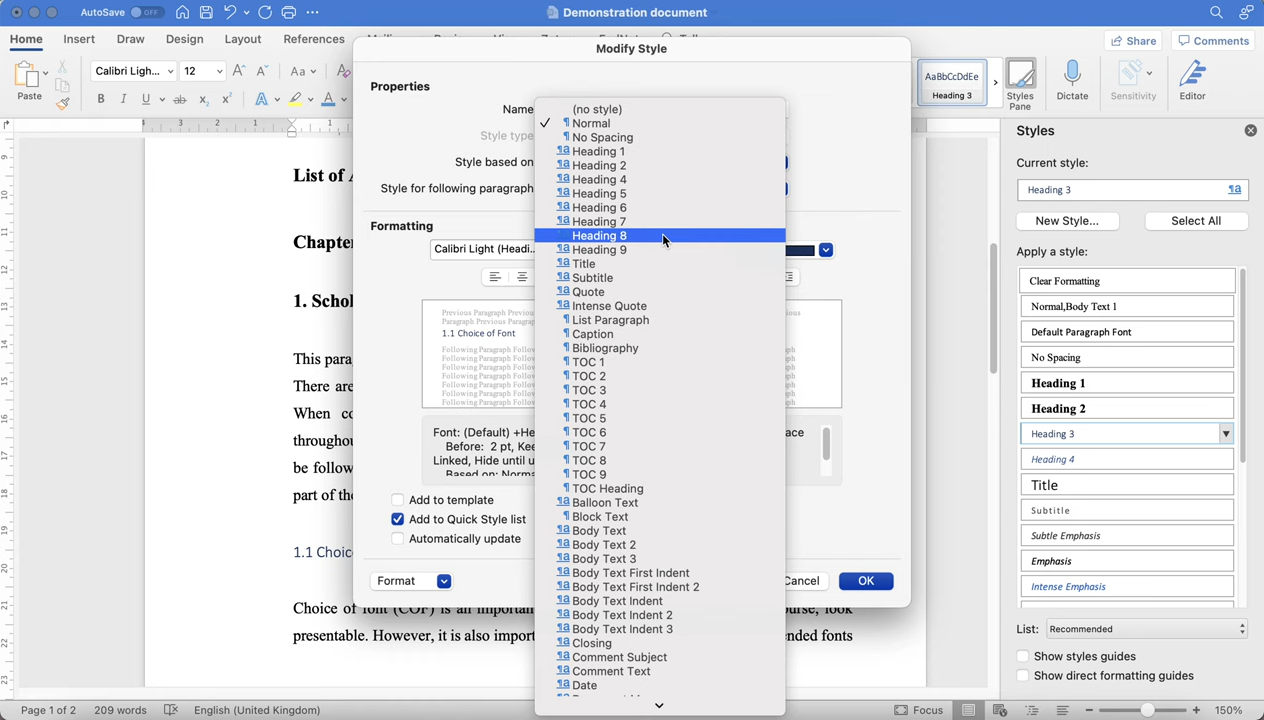 AutoSave OFF
Demonstration document
Home Insert Draw Design Layout References
Share Comments
Paste
Calibri Ligh... 12
AaBbCcDdEe
Heading 3
Styles
Pane
Dictate
Sensitivity
Editor
Modify Style
Properties
Name
Style type
Style based on
Style for following paragraph
Formatting
Calibri Light (Headi...
1.1 Choice of Font
Font: (Default) +He
Before: 2 pt, Kee
Linked, Hide until u
Based on: Norma
ace
Add to template
Add to Quick Style list
Automatically update
Format
Cancel
OK
(no style)
Normal
No Spacing
Heading 1
Heading 2
Heading 4
Heading 5
Heading 6
Heading 7
Heading 8
Heading 9
Title
Subtitle
Quote
Intense Quote
List Paragraph
Caption
Bibliography
TOC 1
TOC 2
TOC 3
TOC 4
TOC 5
TOC 6
TOC 7
TOC 8
TOC 9
TOC Heading
Balloon Text
Block Text
Body Text
Body Text 2
Body Text 3
Body Text First Indent
Body Text First Indent 2
Body Text Indent
Body Text Indent 2
Body Text Indent 3
Closing
Comment Subject
Comment Text
Date
List of A
Chapte
1. Schol
This para
There are
When co
throughou
be follow
part of the
1.1 Choic
Choice of font (COF) is an importan
presentable. However, it is also import
nded fonts
Styles
Current style:
Heading 3
New Style...
Select All
Apply a style:
Clear Formatting
Normal,Body Text 1
Default Paragraph Font
No Spacing
Heading 1
Heading 2
Heading 3
Heading 4
Title
Subtitle
Subtle Emphasis
Emphasis
Intense Emphasis
List: Recommended
Show styles guides
Show direct formatting guides
Page 1 of 2 209 words English (United Kingdom)
Focus 150%